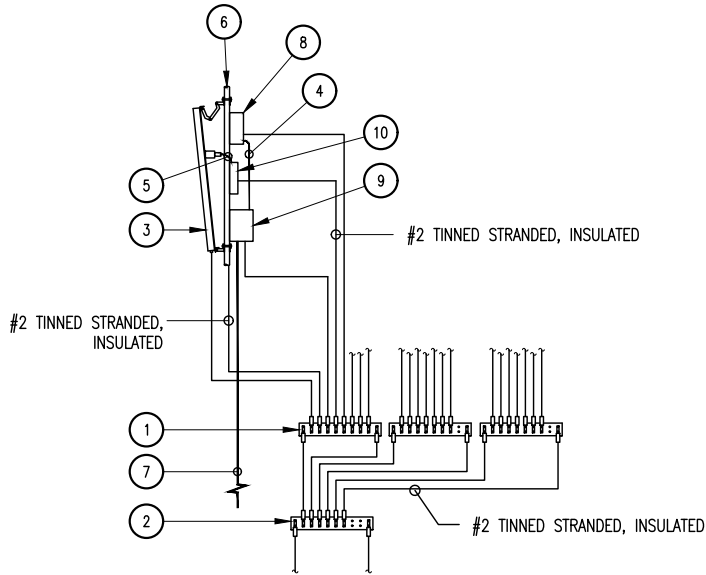 6
8
4
10
5
9
3
#2 TINNED STRANDED, INSULATED
#2 TINNED STRANDED,
INSULATED
1
7
2
#2 TINNED STRANDED, INSULATED